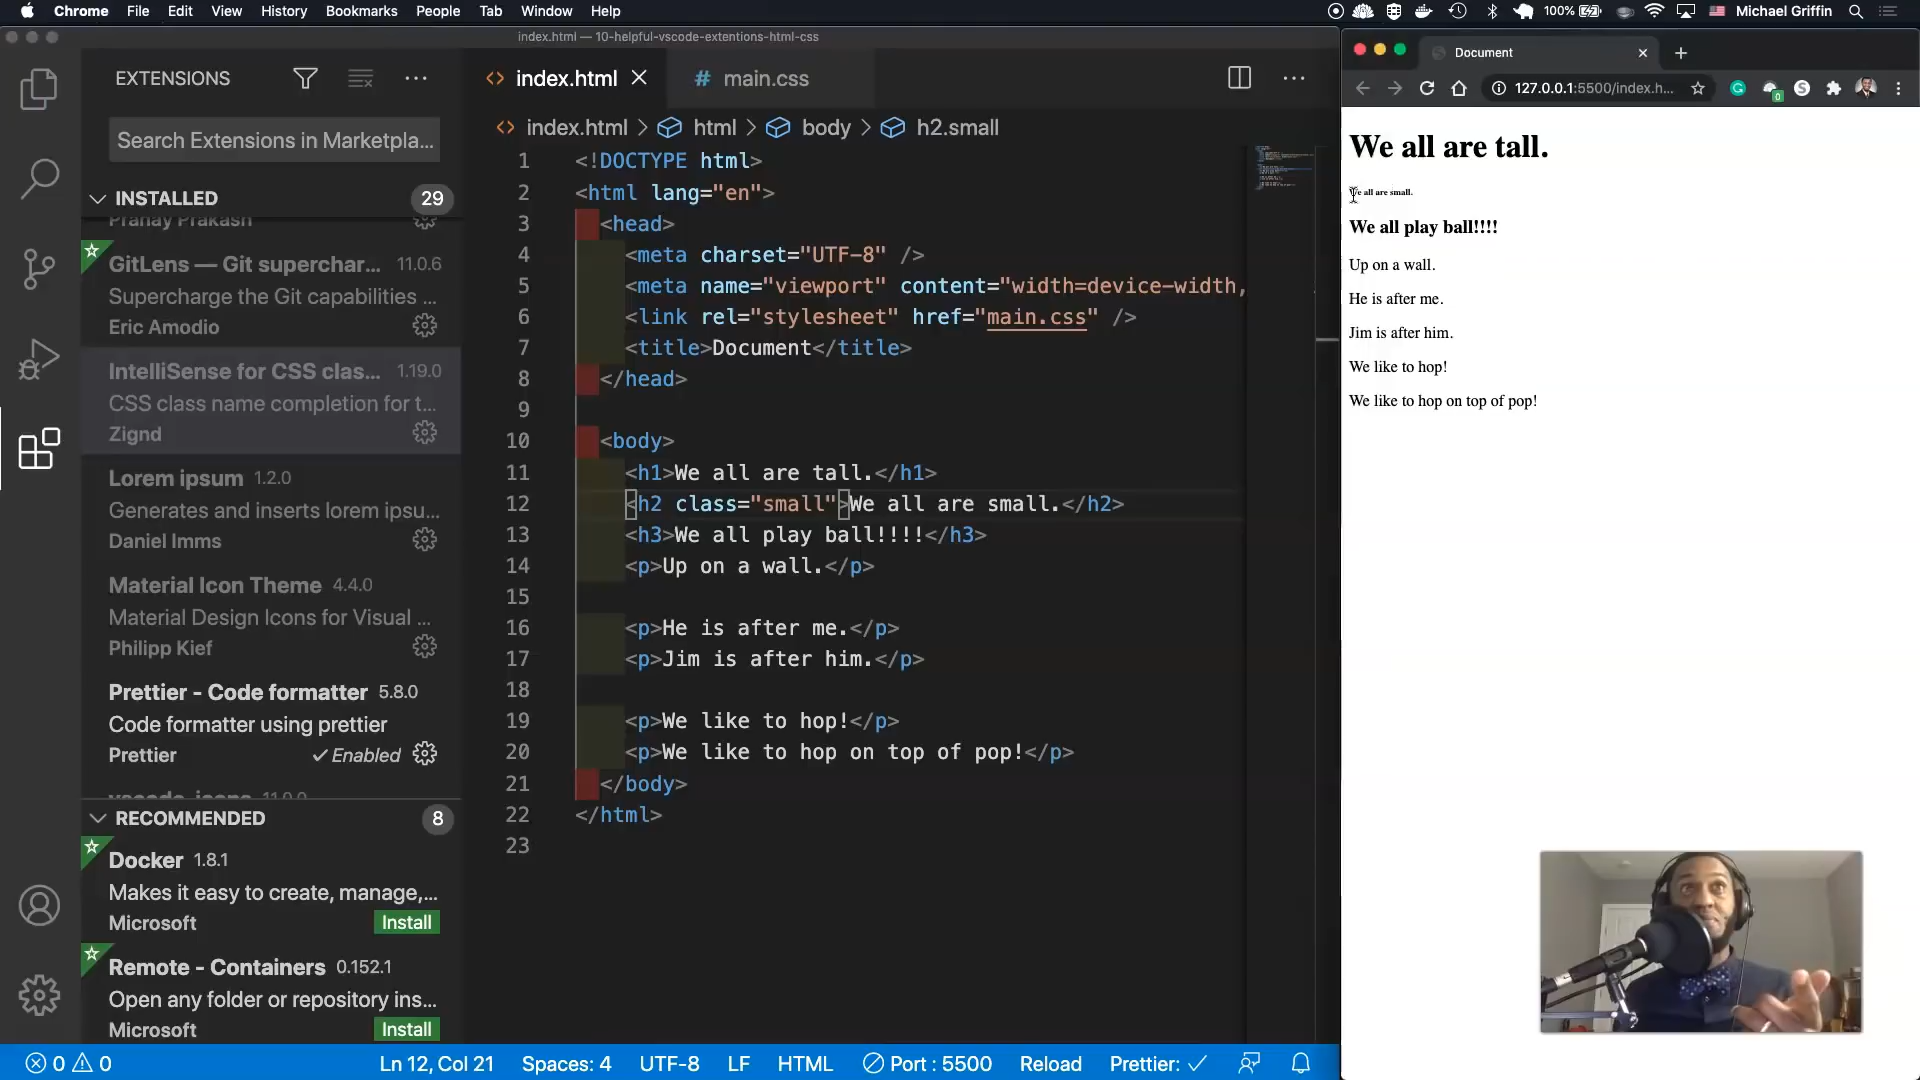 Chrome File Edit View History Bookmarks People Tab Window Help 100% Michael Griffin
index.html — 10-helpful-vscode-extentions-html-css
EXTENSIONS
Search Extensions in Marketpla...
INSTALLED 29
Pranay Prakash
GitLens — Git superchar... 11.0.6
Supercharge the Git capabilities ...
Eric Amodio
IntelliSense for CSS clas... 1.19.0
CSS class name completion for t...
Zignd
Lorem ipsum 1.2.0
Generates and inserts lorem ipsu...
Daniel Imms
Material Icon Theme 4.4.0
Material Design Icons for Visual ...
Philipp Kief
Prettier - Code formatter 5.8.0
Code formatter using prettier
Prettier ✓ Enabled
RECOMMENDED 8
Docker 1.8.1
Makes it easy to create, manage,...
Microsoft Install
Remote - Containers 0.152.1
Open any folder or repository ins...
Microsoft Install
index.html # main.css
index.html > html > body > h2.small
1 <!DOCTYPE html>
2 <html lang="en">
3 <head>
4 <meta charset="UTF-8" />
5 <meta name="viewport" content="width=device-width,
6 <link rel="stylesheet" href="main.css" />
7 <title>Document</title>
8 </head>
9
10 <body>
11 <h1>We all are tall.</h1>
12 <h2 class="small">We all are small.</h2>
13 <h3>We all play ball!!!!</h3>
14 <p>Up on a wall.</p>
15
16 <p>He is after me.</p>
17 <p>Jim is after him.</p>
18
19 <p>We like to hop!</p>
20 <p>We like to hop on top of pop!</p>
21 </body>
22 </html>
23
0 0 Ln 12, Col 21 Spaces: 4 UTF-8 LF HTML Port : 5500 Reload Prettier: ✓
Document
127.0.0.1:5500/index.h...
We all are tall.
We all are small.
We all play ball!!!!
Up on a wall.
He is after me.
Jim is after him.
We like to hop!
We like to hop on top of pop!